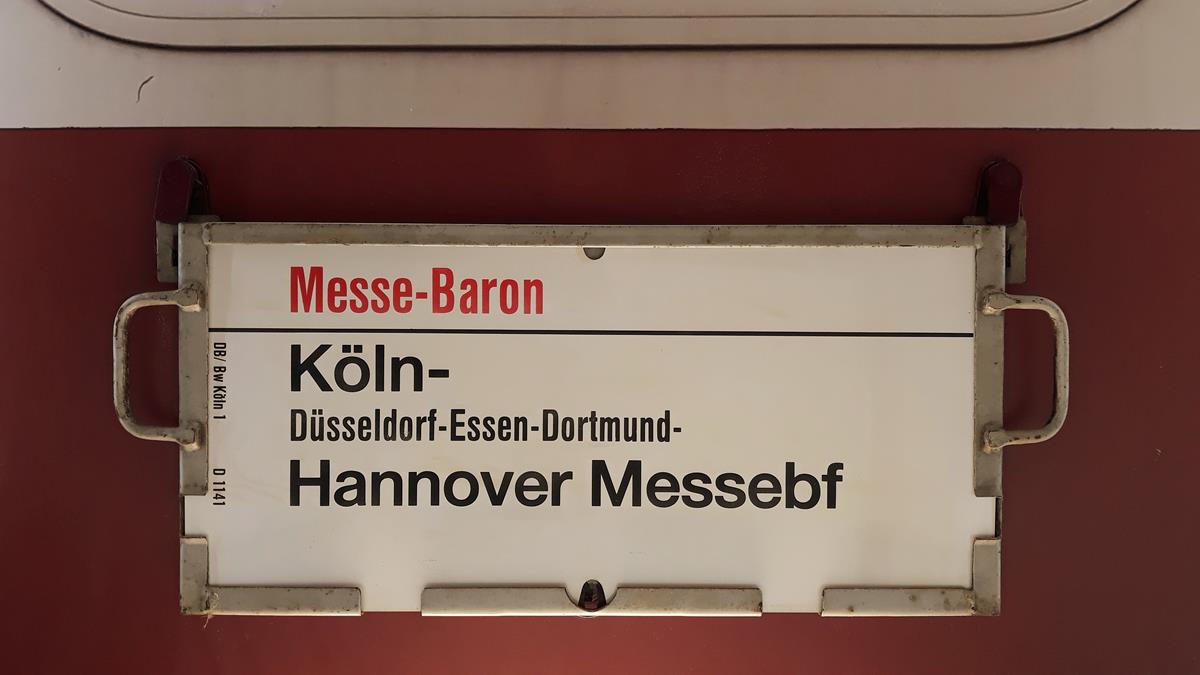 Messe-Baron
Köln-
Düsseldorf-Essen-Dortmund-
Hannover Messebf
DB/ Bw Köln 1
D 1141